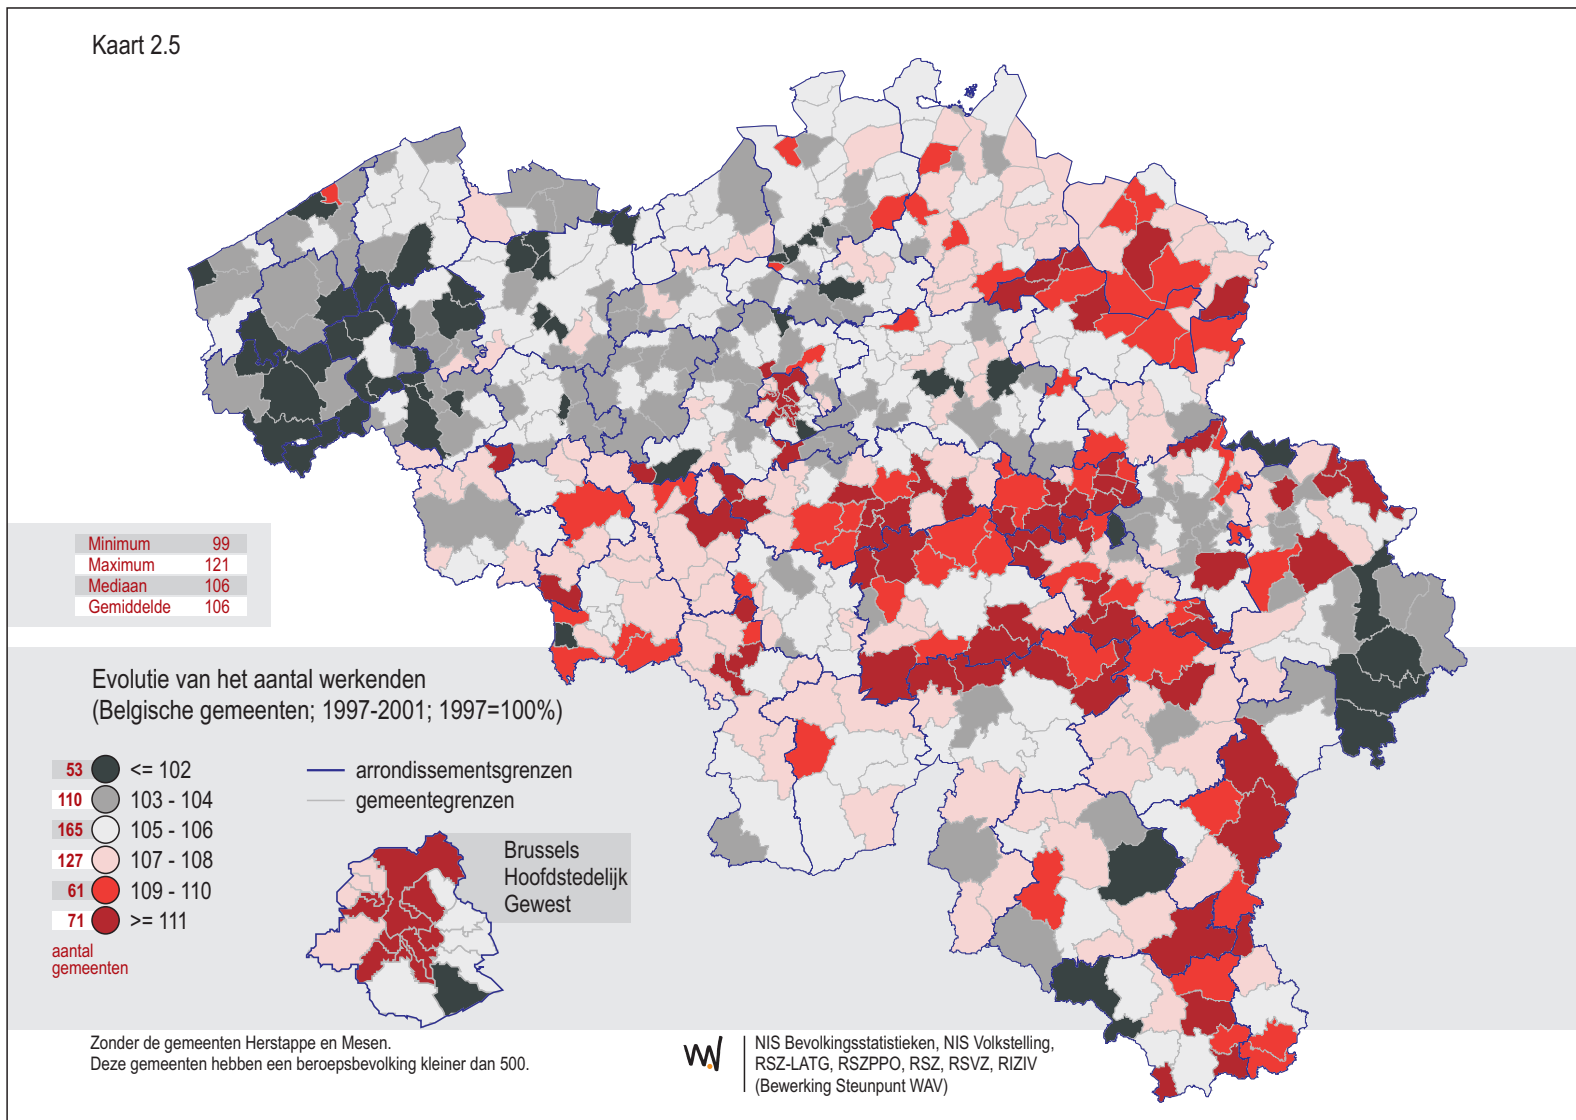 Kaart 2.5
Minimum 99
Maximum 121
Mediaan 106
Gemiddelde 106
Evolutie van het aantal werkenden
(Belgische gemeenten; 1997-2001; 1997=100%)
53 <= 102
110 103 - 104
165 105 - 106
127 107 - 108
61 109 - 110
71 >= 111
aantal
gemeenten
arrondissementsgrenzen
gemeentegrenzen
Brussels
Hoofdstedelijk
Gewest
Zonder de gemeenten Herstappe en Mesen.
Deze gemeenten hebben een beroepsbevolking kleiner dan 500.
NIS Bevolkingsstatistieken, NIS Volkstelling,
RSZ-LATG, RSZPPO, RSZ, RSVZ, RIZIV
(Bewerking Steunpunt WAV)